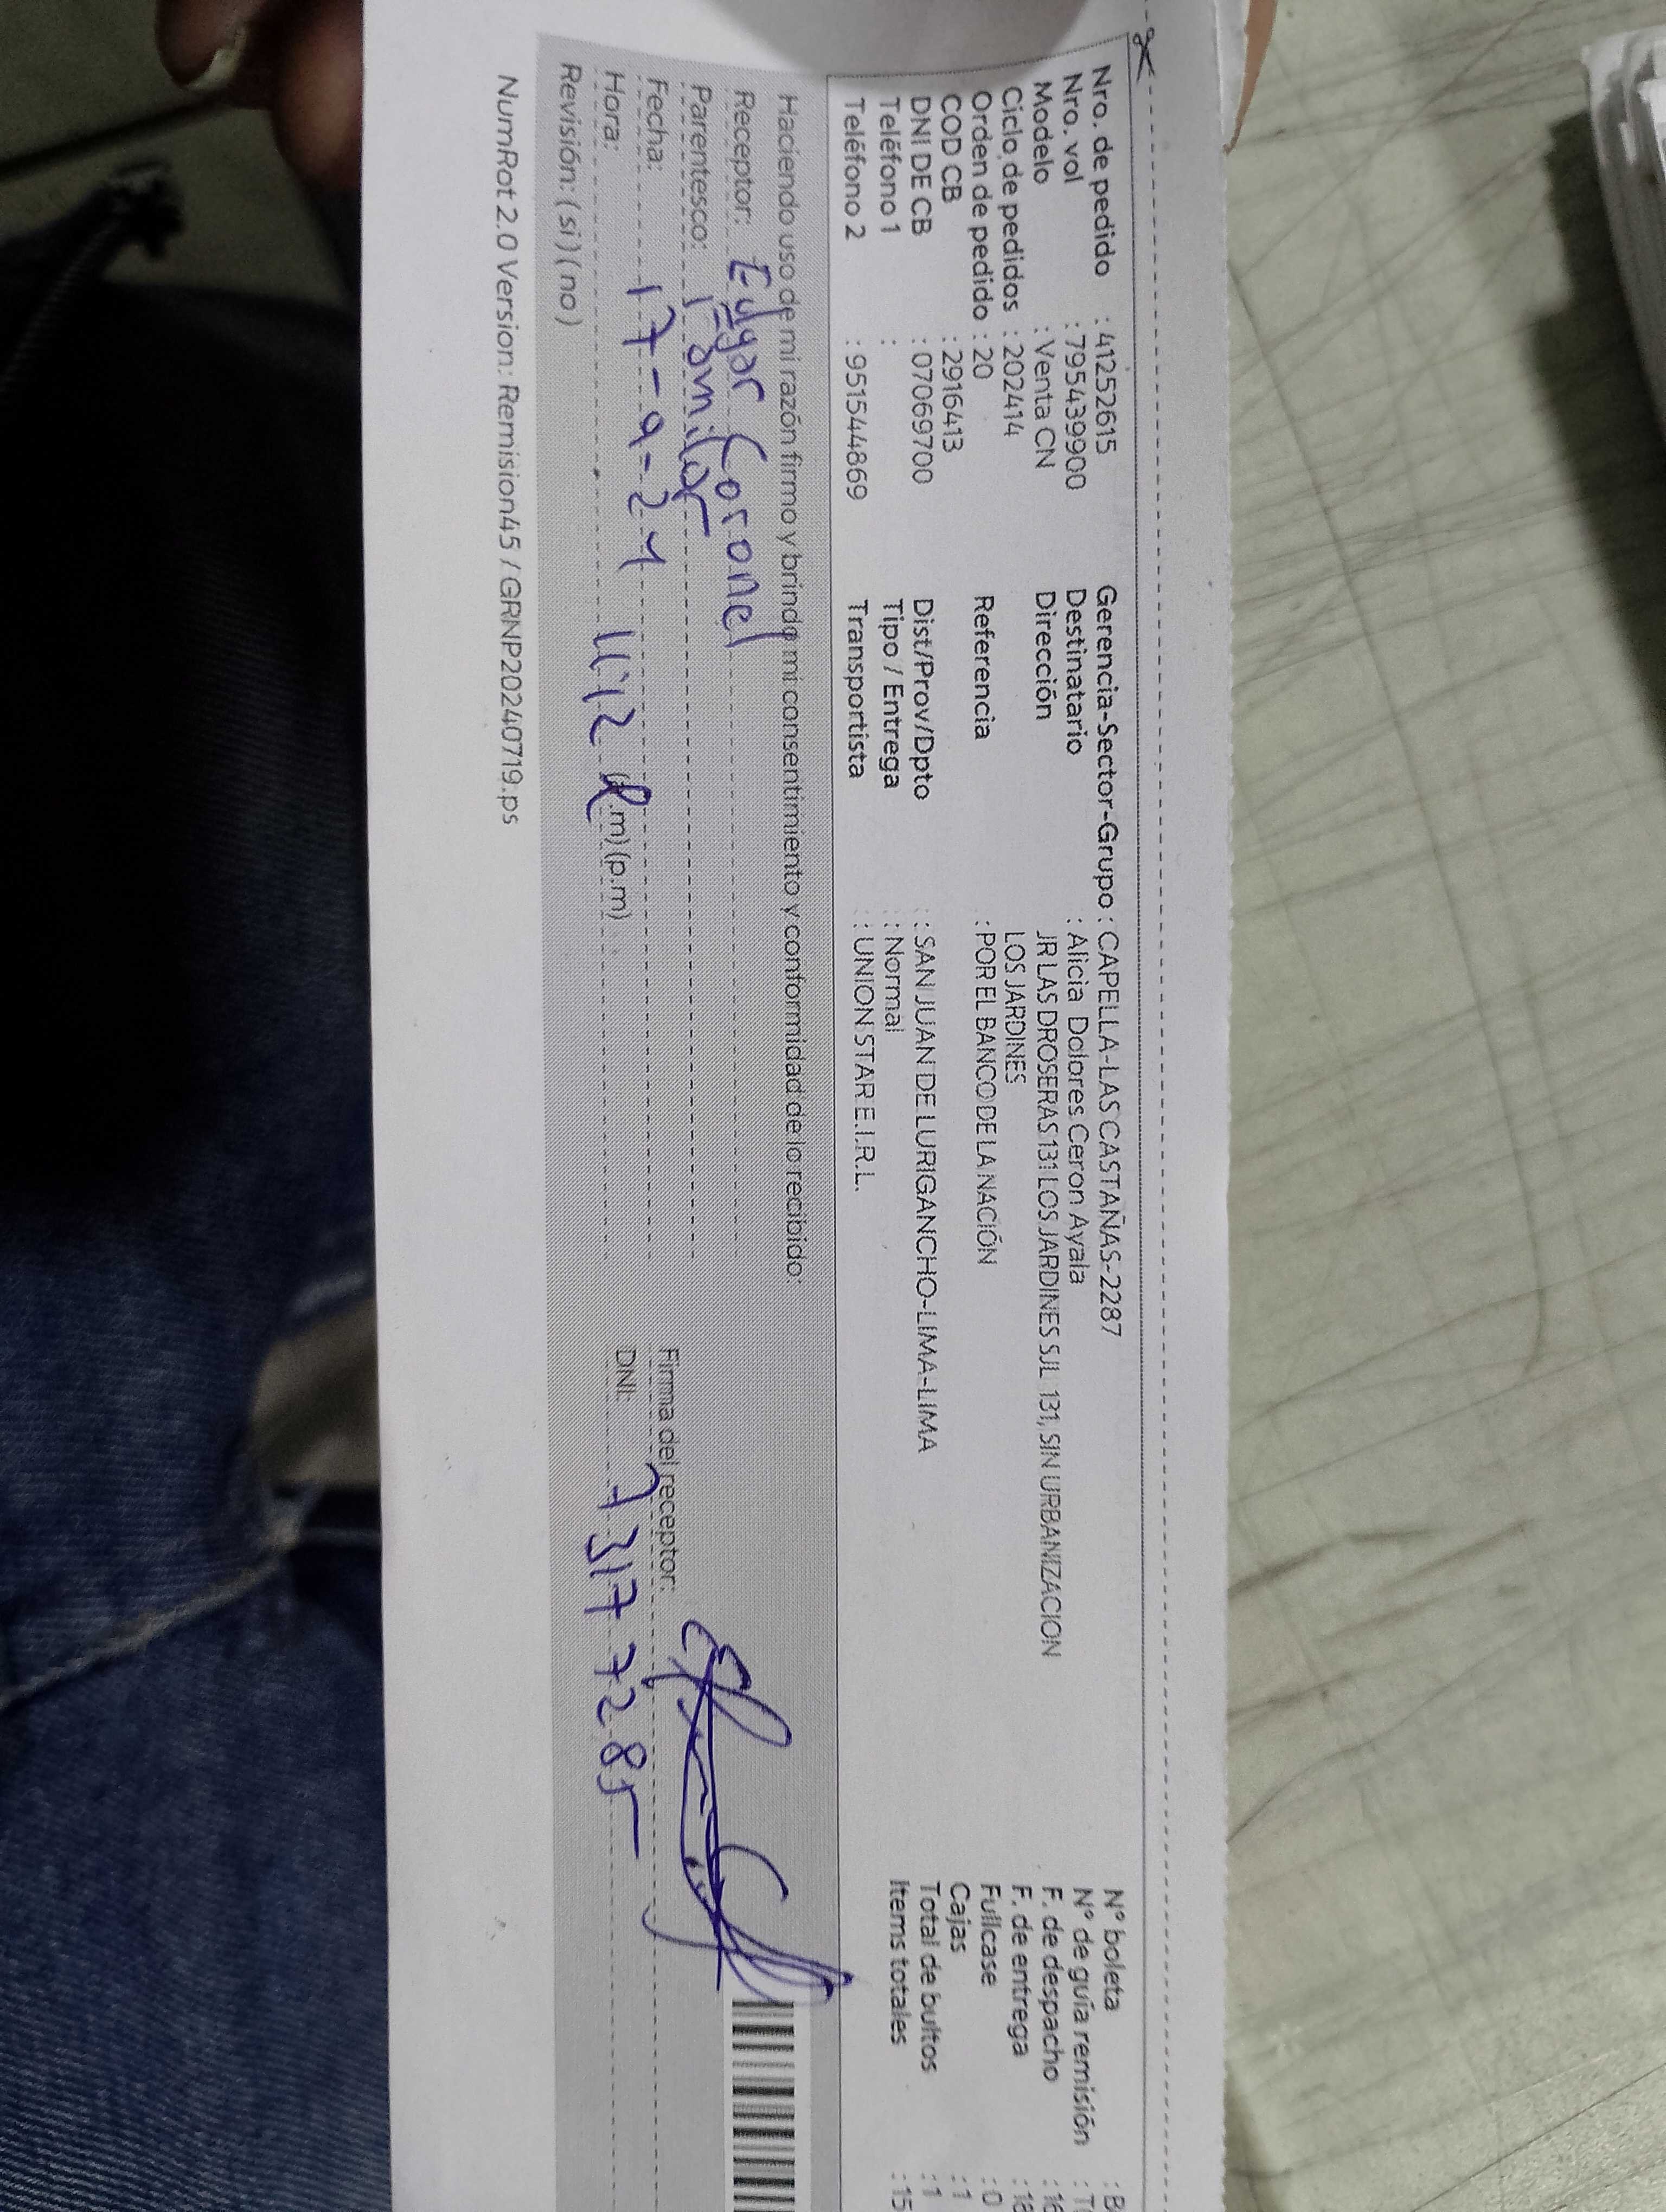 Nro. de pedido : 41252615
Nro. vol : 795439900
Modelo : Venta CN
Ciclo de pedidos : 202414
Orden de pedido : 20
COD CB : 2916413
DNI DE CB : 07069700
Teléfono 1 :
Teléfono 2 : 951544869
Gerencia-Sector-Grupo : CAPELLA-LAS CASTAÑAS-2287
Destinatario : Alicia Dolores Ceron Ayala
Dirección JR LAS DROSERAS 131 LOS JARDINES SJL 131, SIN URBANIZACION
LOS JARDINES
Referencia : POR EL BANCO DE LA NACIÓN
Dist/Prov/Dpto : SAN JUAN DE LURIGANCHO-LIMA-LIMA
Tipo / Entrega : Normal
Transportista : UNION STAR E.I.R.L.
N° boleta : B
N° de guía remisión : T
F. de despacho : 16
F. de entrega : 18
Fullcase : 0
Cajas : 1
Total de bultos : 1
Items totales : 15
Haciendo uso de mi razón firmo y brindo mi consentimiento y conformidad de lo recibido:
Receptor: Edgar Coronel
Parentesco: Familiar
Fecha: 17-9-24
Hora: 11:12 (a.m) (p.m)
Revisión: ( si ) ( no )
Firma del receptor:
DNI: 73177285
NumRot 2.0 Version: Remision45 / GRNP20240719.ps